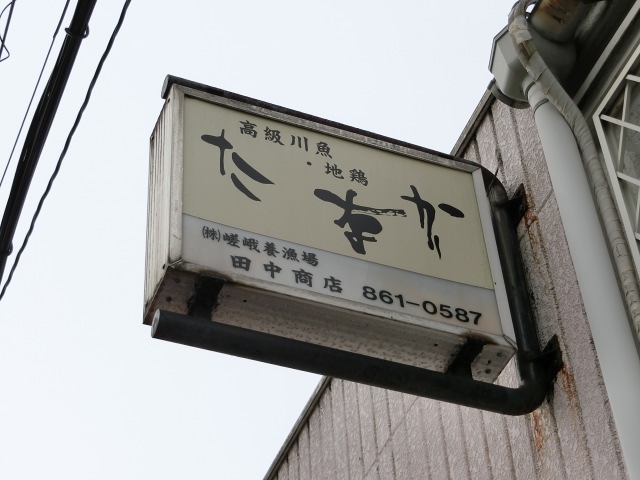 高級川魚
・地鶏
たなか
㈱嵯峨養漁場
田中商店 861-0587